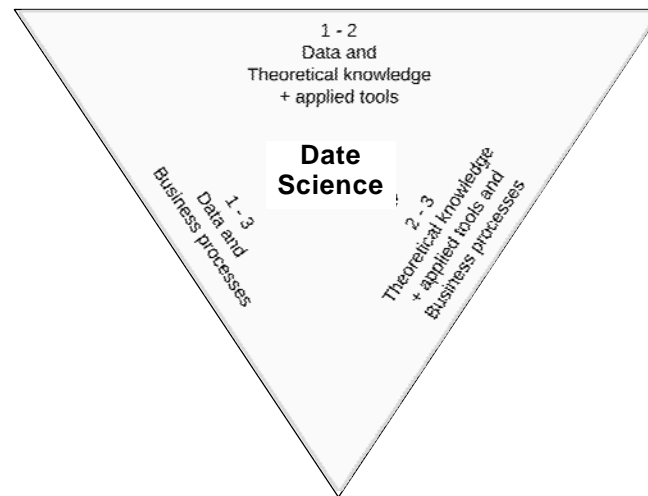 1 - 2
Data and
Theoretical knowledge
+ applied tools
Date
Science
1 - 3
Data and
Business processes
2 - 3
Theoretical knowledge
+ applied tools and
Business processes